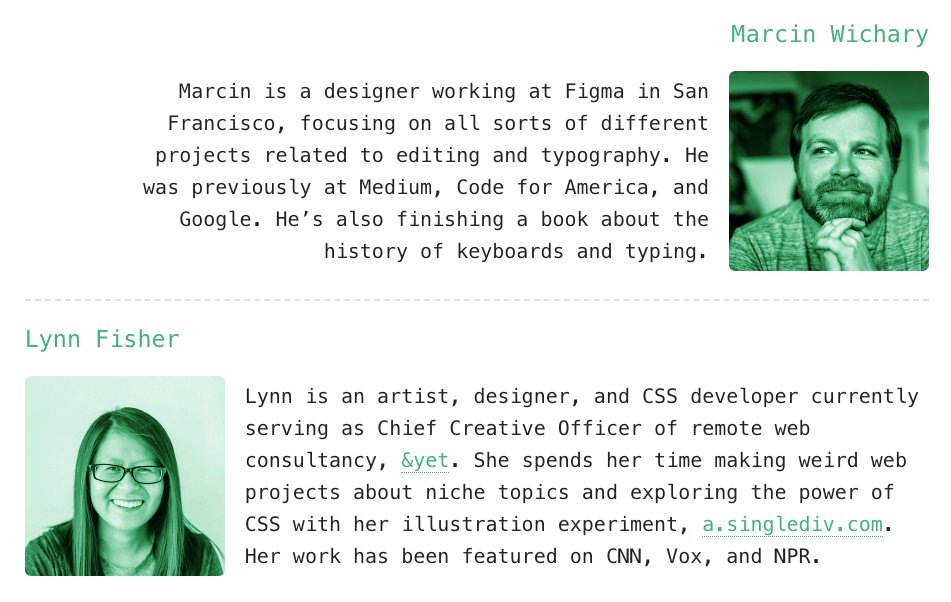 Marcin Wichary
Marcin is a designer working at Figma in San
Francisco, focusing on all sorts of different
projects related to editing and typography. He
was previously at Medium, Code for America, and
Google. He’s also finishing a book about the
history of keyboards and typing.
Lynn Fisher
Lynn is an artist, designer, and CSS developer currently
serving as Chief Creative Officer of remote web
consultancy, &yet. She spends her time making weird web
projects about niche topics and exploring the power of
CSS with her illustration experiment, a.singlediv.com.
Her work has been featured on CNN, Vox, and NPR.